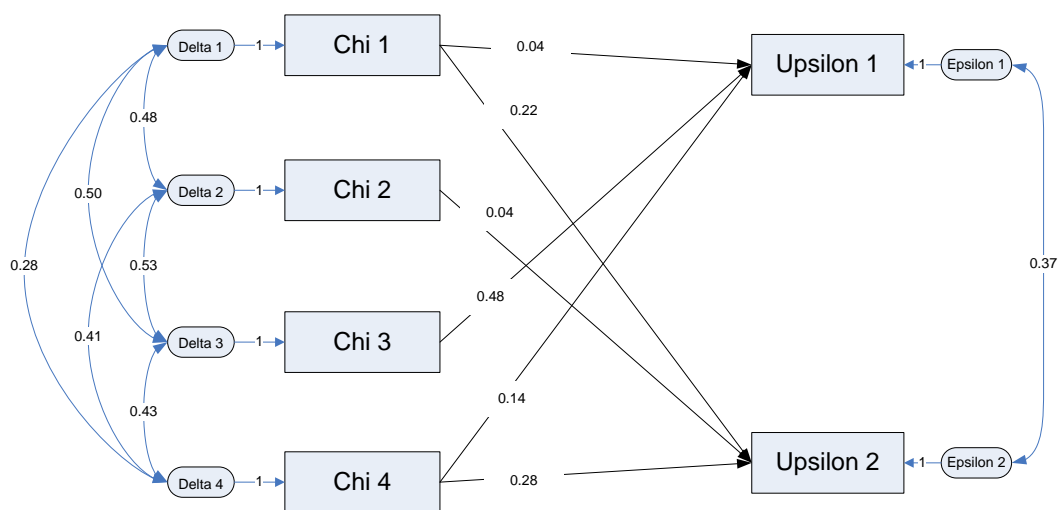 Delta 1
1
Chi 1
0.04
Upsilon 1
1
Epsilon 1
0.48
0.22
Delta 2
1
Chi 2
0.50
0.04
0.28
0.53
0.37
0.48
0.41
Delta 3
1
Chi 3
0.43
0.14
Upsilon 2
1
Epsilon 2
Delta 4
1
Chi 4
0.28